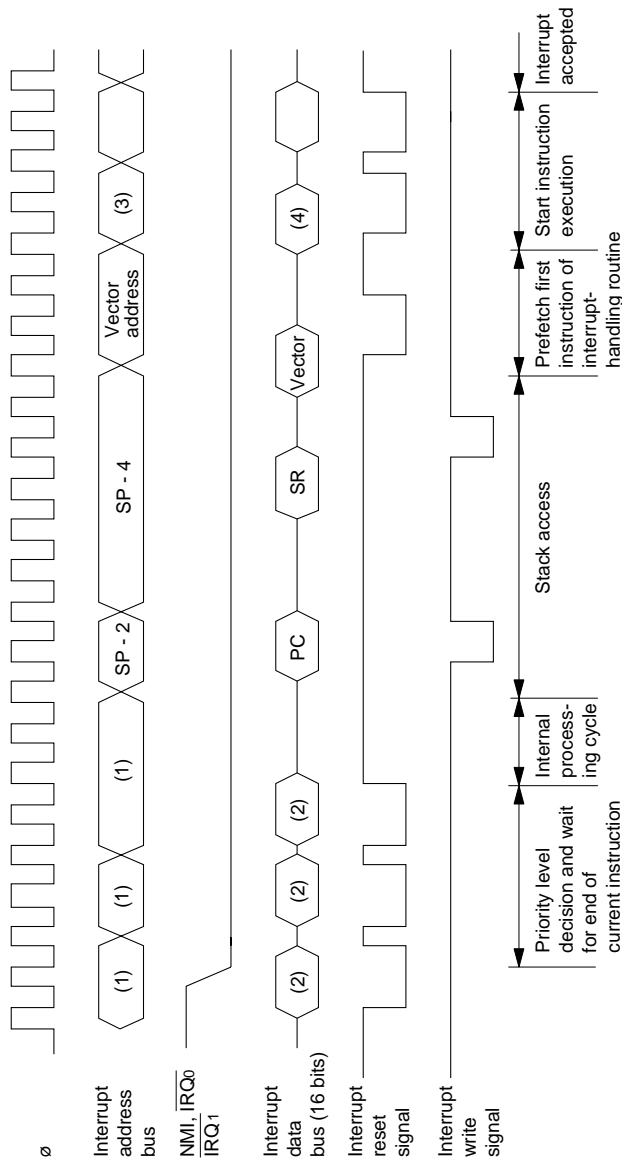 ø
Interrupt
address
bus
(1)
(1)
(1)
SP - 2
SP - 4
Vector
address
(3)
NMI, IRQ0
IRQ1
Interrupt
data
bus (16 bits)
(2)
(2)
(2)
PC
SR
Vector
(4)
Interrupt
reset
signal
Interrupt
write
signal
Priority level
decision and wait
for end of
current instruction
Internal
process-
ing cycle
Stack access
Prefetch first
instruction of
interrupt-
handling routine
Start instruction
execution
Interrupt
accepted